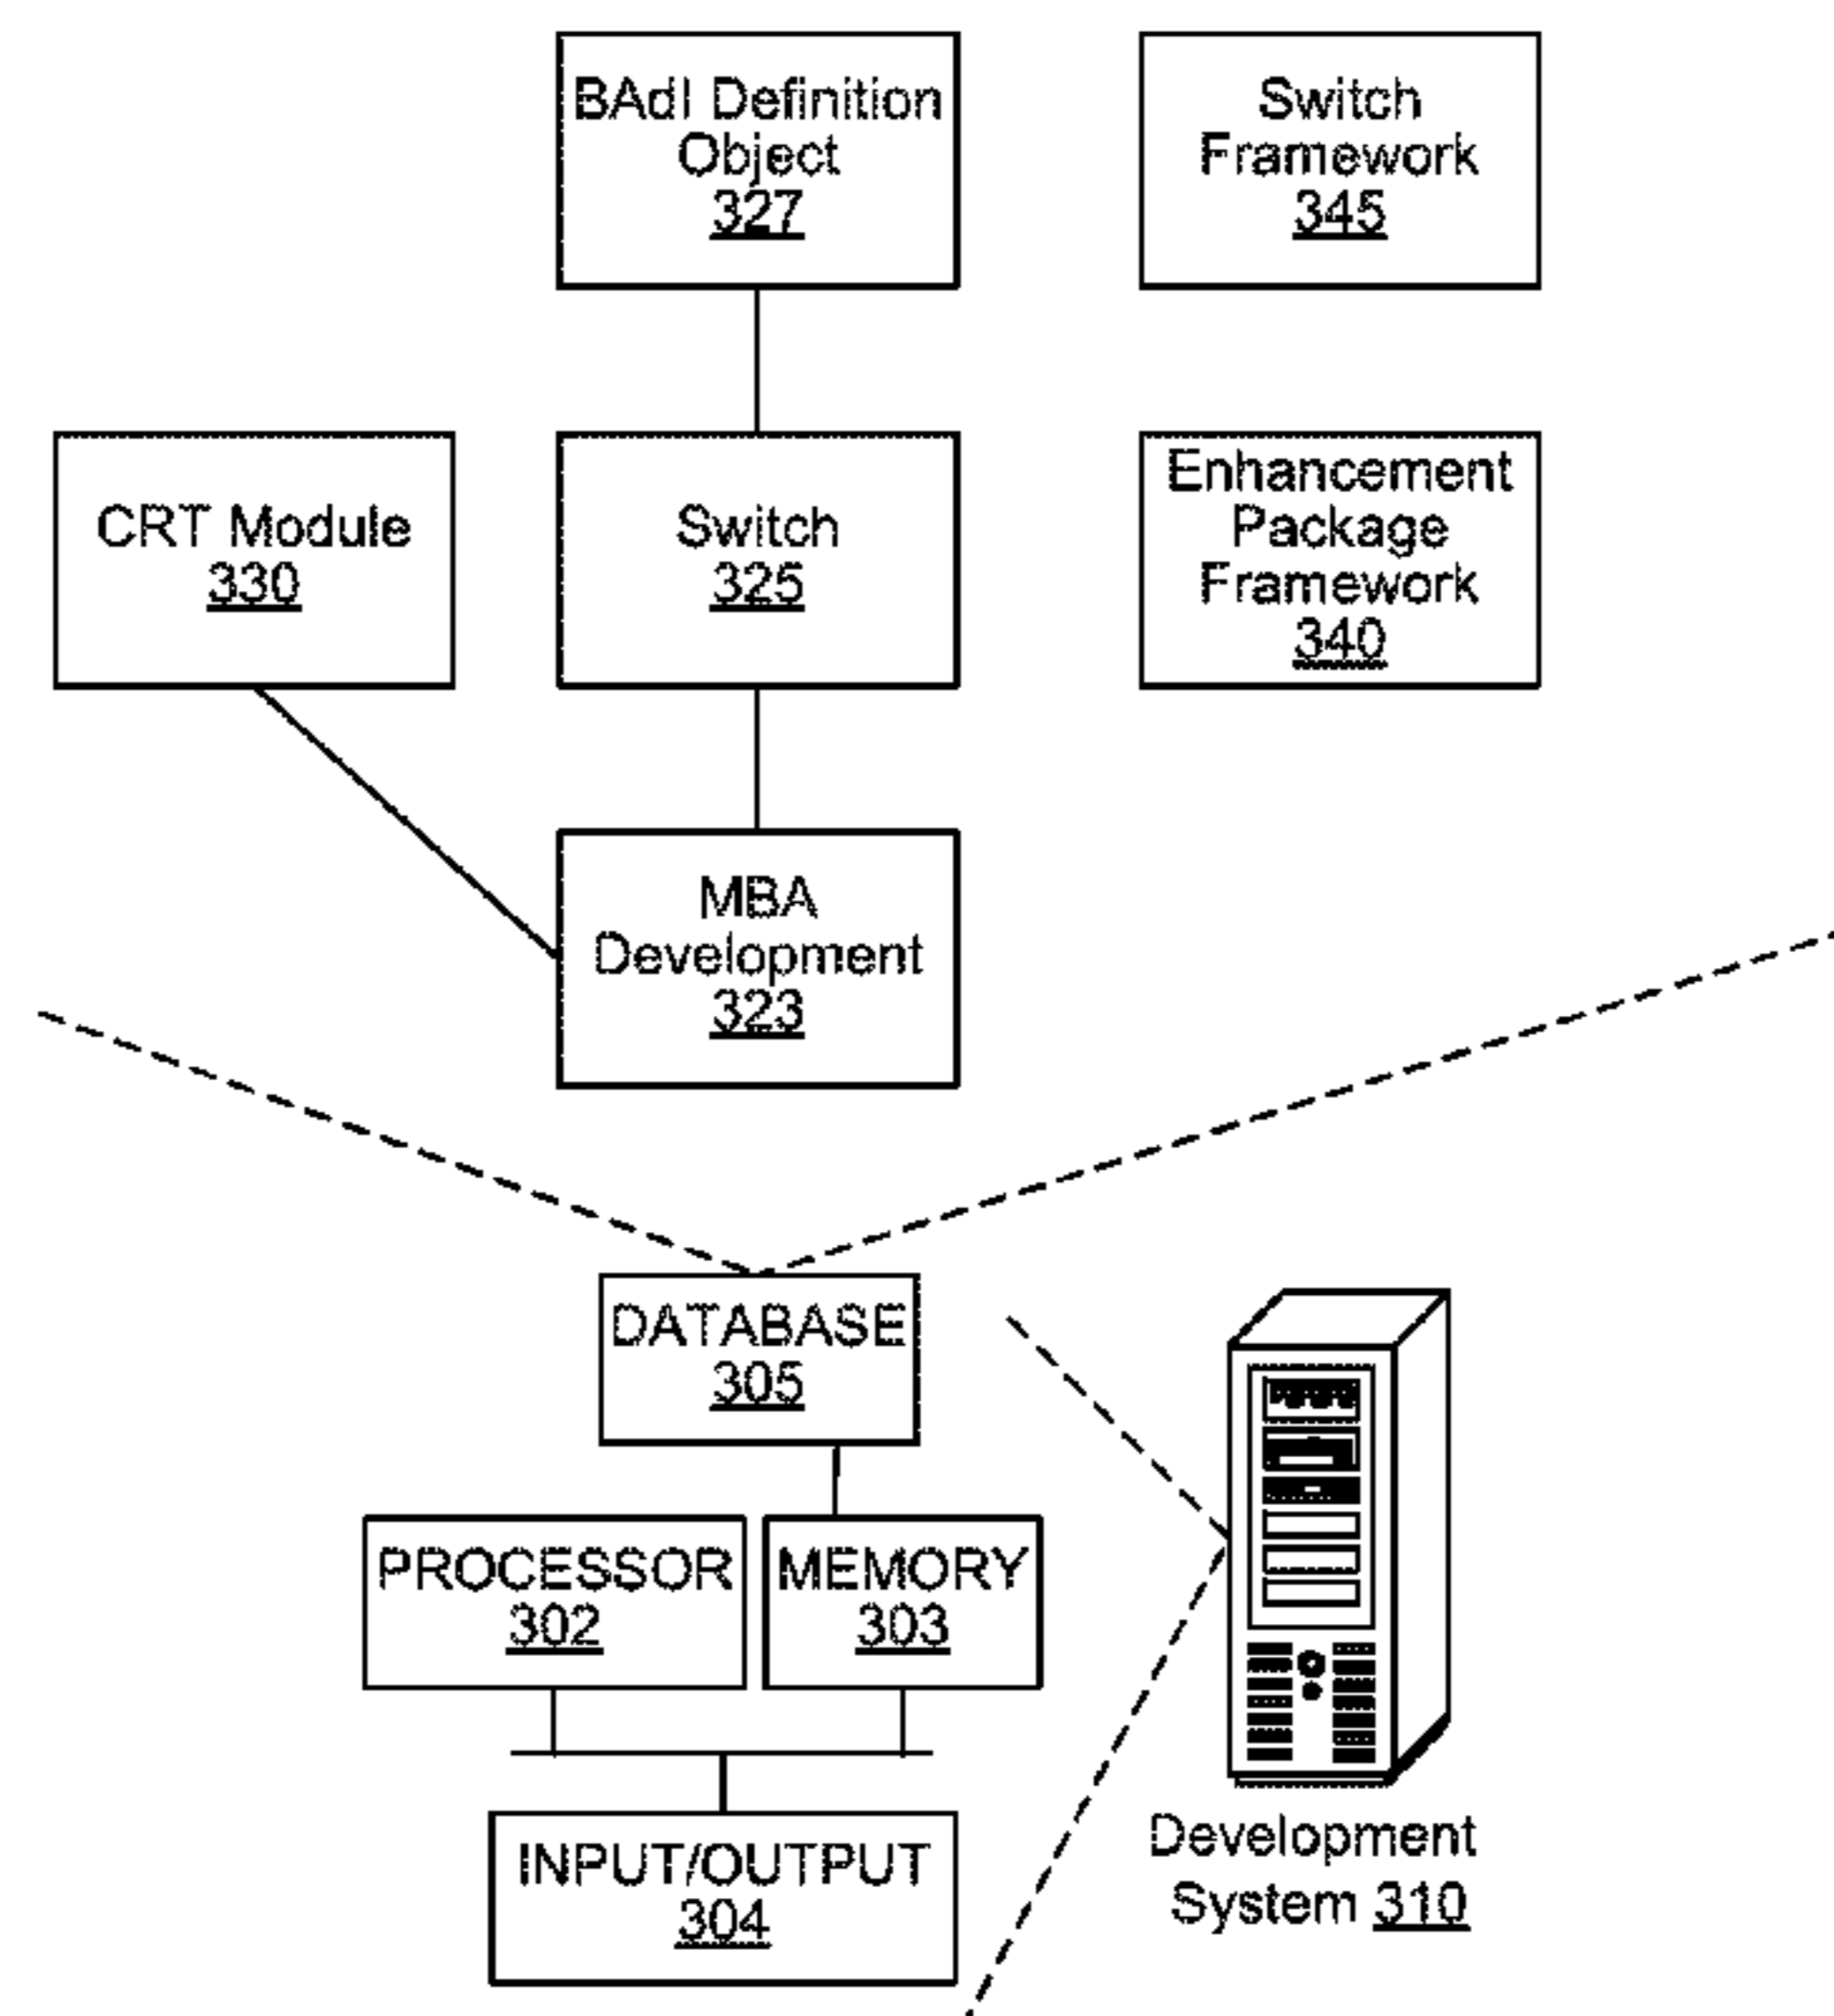 BAdI Definition
Object
327
Switch
Framework
345
CRT Module
330
Switch
325
Enhancement
Package
Framework
340
MBA
Development
323
DATABASE
305
PROCESSOR
302
MEMORY
303
INPUT/OUTPUT
304
Development
System 310